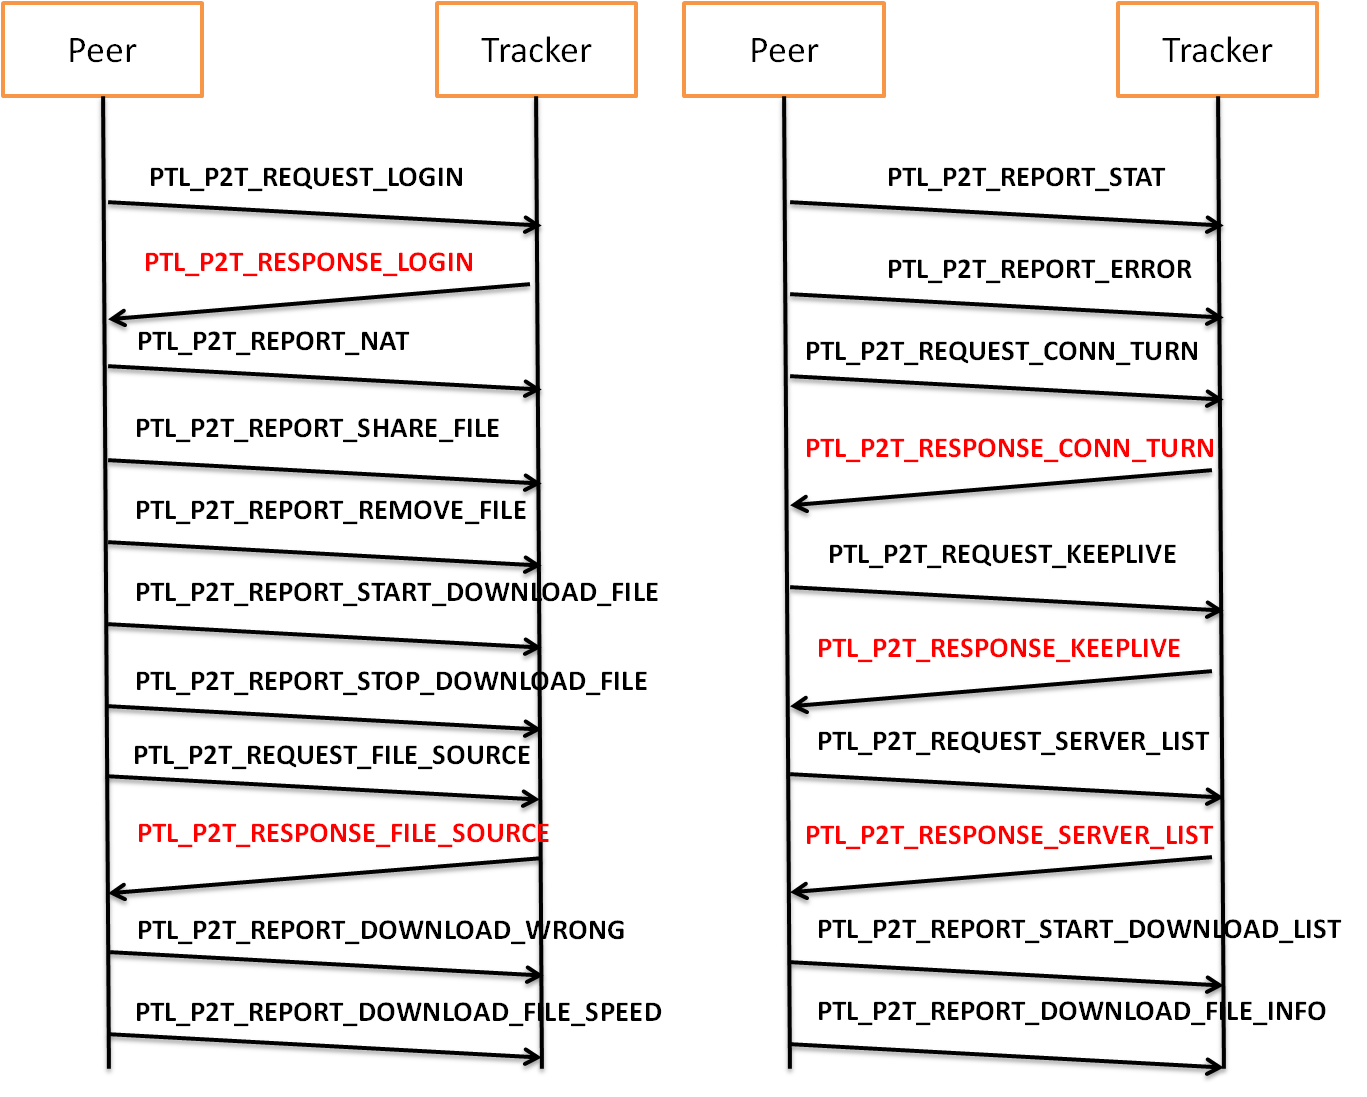 Peer
Tracker
PTL_P2T_REQUEST_LOGIN
PTL_P2T_RESPONSE_LOGIN
PTL_P2T_REPORT_NAT
PTL_P2T_REPORT_SHARE_FILE
PTL_P2T_REPORT_REMOVE_FILE
PTL_P2T_REPORT_START_DOWNLOAD_FILE
PTL_P2T_REPORT_STOP_DOWNLOAD_FILE
PTL_P2T_REQUEST_FILE_SOURCE
PTL_P2T_RESPONSE_FILE_SOURCE
PTL_P2T_REPORT_DOWNLOAD_WRONG
PTL_P2T_REPORT_DOWNLOAD_FILE_SPEED
Peer
Tracker
PTL_P2T_REPORT_STAT
PTL_P2T_REPORT_ERROR
PTL_P2T_REQUEST_CONN_TURN
PTL_P2T_RESPONSE_CONN_TURN
PTL_P2T_REQUEST_KEEPLIVE
PTL_P2T_RESPONSE_KEEPLIVE
PTL_P2T_REQUEST_SERVER_LIST
PTL_P2T_RESPONSE_SERVER_LIST
PTL_P2T_REPORT_START_DOWNLOAD_LIST
PTL_P2T_REPORT_DOWNLOAD_FILE_INFO